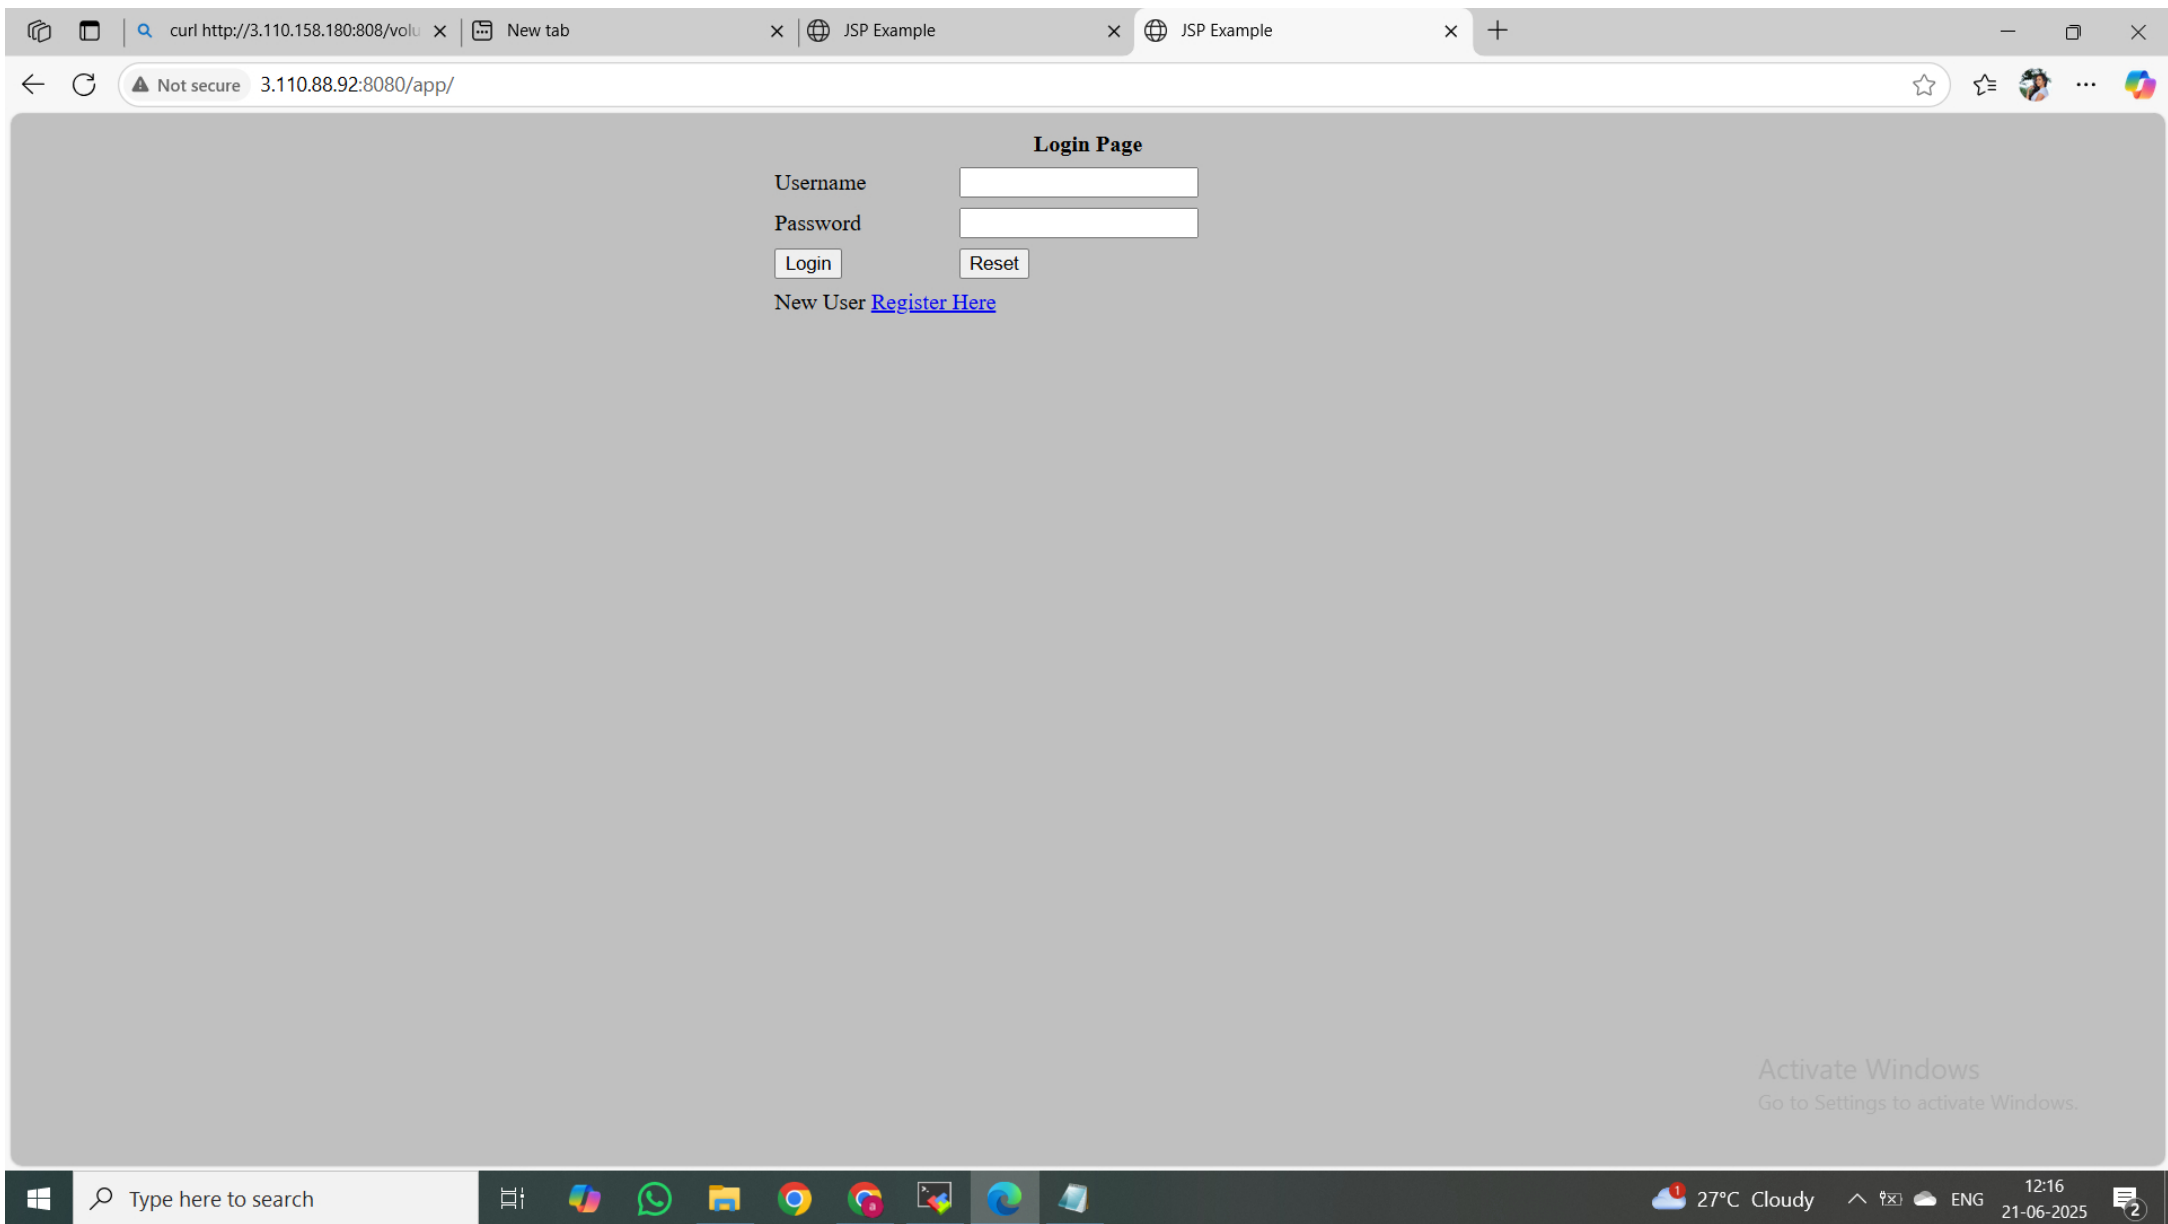 curl http://3.110.158.180:808/volu
New tab
JSP Example
JSP Example
Not secure 3.110.88.92:8080/app/
Login Page
Username
Password
Login Reset
New User Register Here
Activate Windows
Go to Settings to activate Windows.
Type here to search
a
1
27°C Cloudy
ENG
12:16
21-06-2025
2